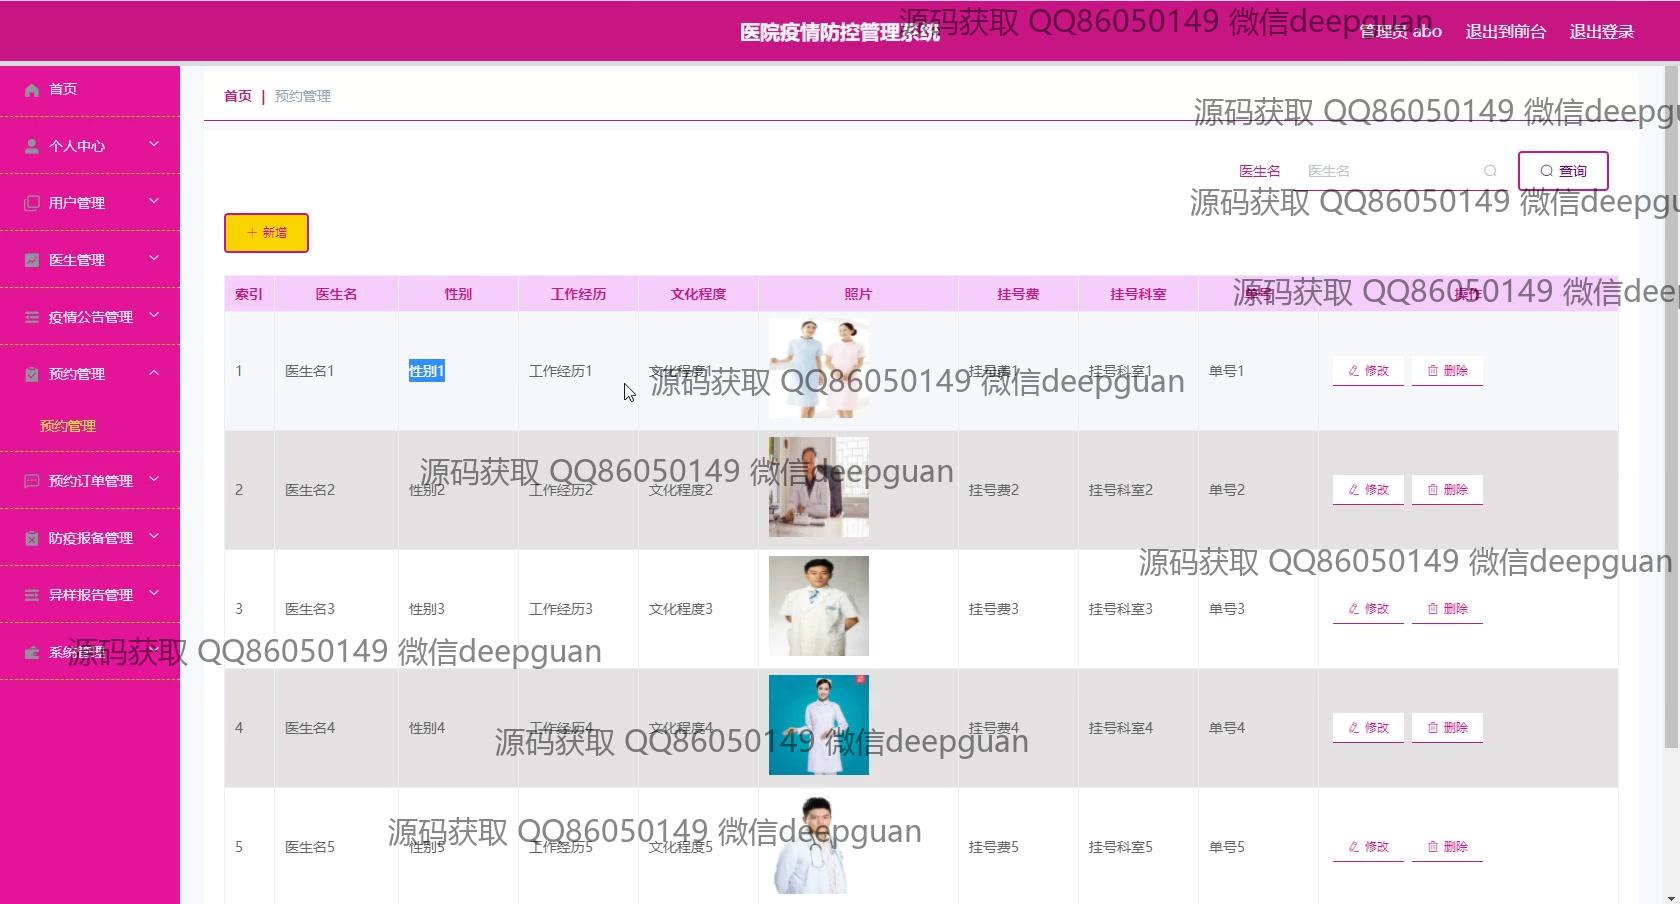 医院疫情防控管理系统
源码获取 QQ86050149 微信deepguan
管理员 abo 退出到前台 退出登录
首页
个人中心
用户管理
医生管理
疫情公告管理
预约管理
预约管理
预约订单管理
防疫报备管理
异样报告管理
系统管理
首页 | 预约管理
源码获取 QQ86050149 微信deepgu
医生名 医生名 查询
源码获取 QQ86050149 微信deepgu
新增
索引 医生名 性别 工作经历 文化程度 照片 挂号费 挂号科室 单号 操作
源码获取 QQ86050149 微信deep
1 医生名1 性别1 工作经历1 文化程度1 挂号费1 挂号科室1 单号1 修改 删除
源码获取 QQ86050149 微信deepguan
源码获取 QQ86050149 微信deepguan
2 医生名2 性别2 工作经历2 文化程度2 挂号费2 挂号科室2 单号2 修改 删除
源码获取 QQ86050149 微信deepguan
3 医生名3 性别3 工作经历3 文化程度3 挂号费3 挂号科室3 单号3 修改 删除
源码获取 QQ86050149 微信deepguan
4 医生名4 性别4 工作经历4 文化程度4 挂号费4 挂号科室4 单号4 修改 删除
源码获取 QQ86050149 微信deepguan
源码获取 QQ86050149 微信deepguan
5 医生名5 性别5 工作经历5 文化程度5 挂号费5 挂号科室5 单号5 修改 删除